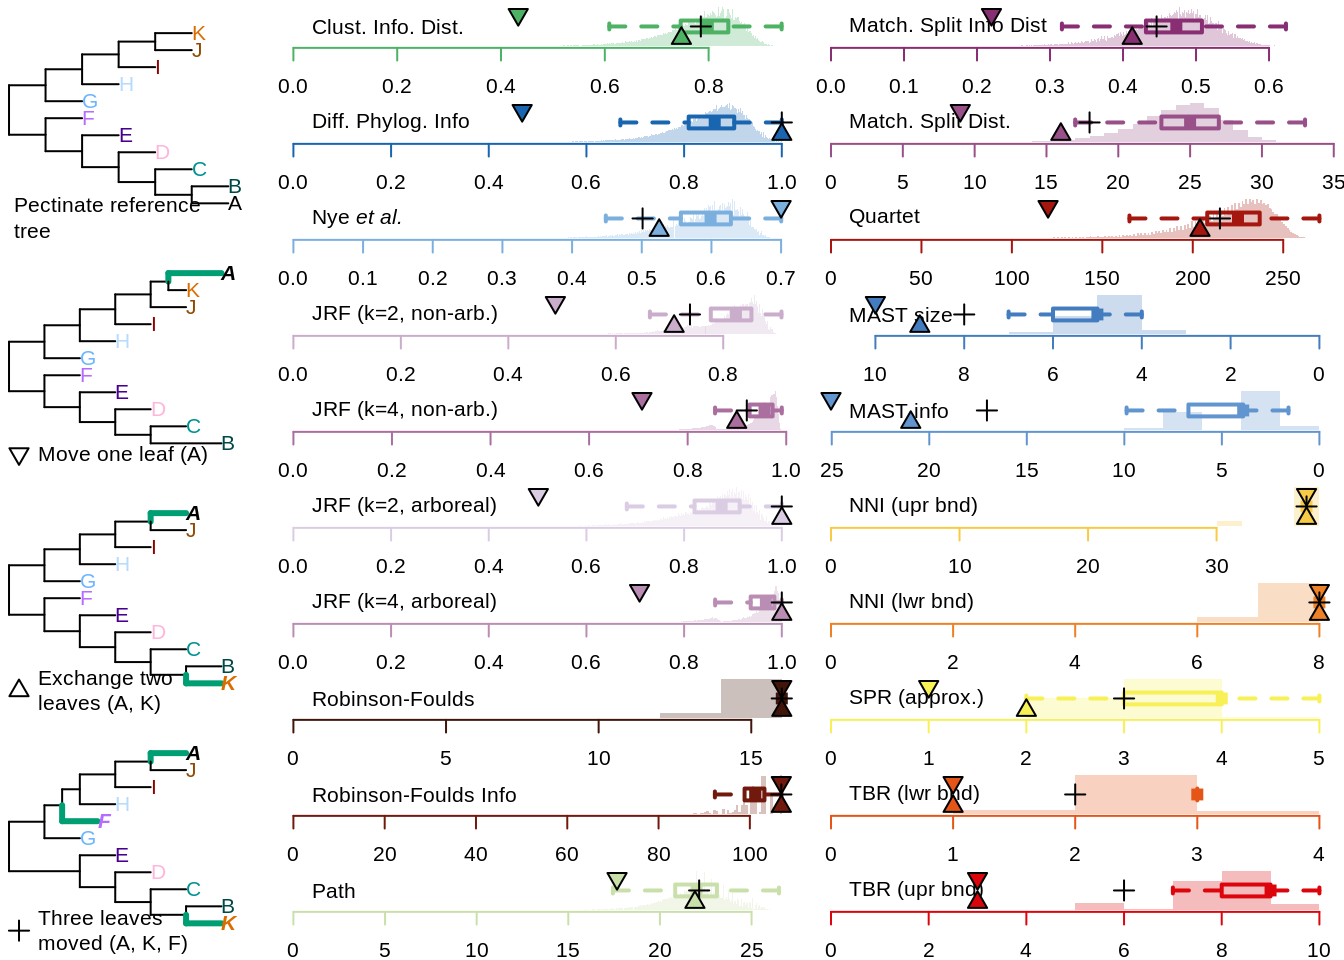 K
J
I
H
G
F
E
D
C
B
A
Pectinate reference
tree
A
K
J
I
H
G
F
E
D
C
B
Move one leaf (A)
A
J
I
H
G
F
E
D
C
B
K
Exchange two
leaves (A, K)
A
J
I
H
F
G
E
D
C
B
K
Three leaves
moved (A, K, F)
Clust. Info. Dist.
0.0 0.2 0.4 0.6 0.8
Diff. Phylog. Info
0.0 0.2 0.4 0.6 0.8 1.0
Nye et al.
0.0 0.1 0.2 0.3 0.4 0.5 0.6 0.7
JRF (k=2, non-arb.)
0.0 0.2 0.4 0.6 0.8
JRF (k=4, non-arb.)
0.0 0.2 0.4 0.6 0.8 1.0
JRF (k=2, arboreal)
0.0 0.2 0.4 0.6 0.8 1.0
JRF (k=4, arboreal)
0.0 0.2 0.4 0.6 0.8 1.0
Robinson-Foulds
0 5 10 15
Robinson-Foulds Info
0 20 40 60 80 100
Path
0 5 10 15 20 25
Match. Split Info Dist
0.0 0.1 0.2 0.3 0.4 0.5 0.6
Match. Split Dist.
0 5 10 15 20 25 30 35
Quartet
0 50 100 150 200 250
MAST size
10 8 6 4 2 0
MAST info
25 20 15 10 5 0
NNI (upr bnd)
0 10 20 30
NNI (lwr bnd)
0 2 4 6 8
SPR (approx.)
0 1 2 3 4 5
TBR (lwr bnd)
0 1 2 3 4
TBR (upr bnd)
0 2 4 6 8 10